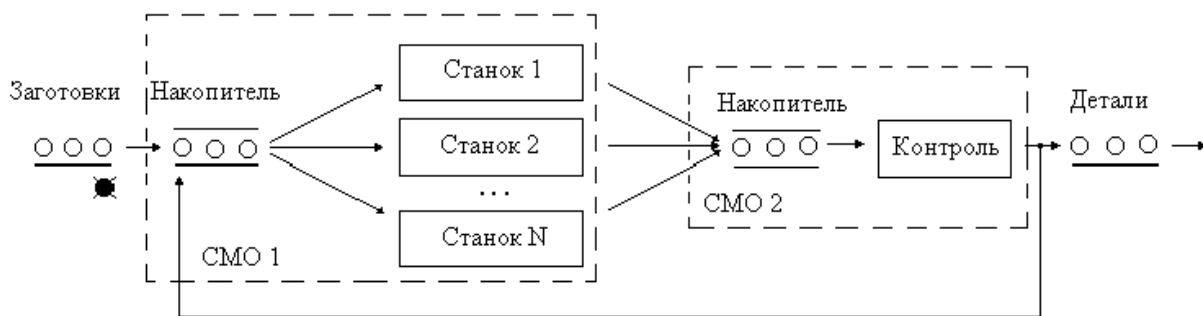 Заготовки
Накопитель
Станок 1
Станок 2
...
Станок N
СМО 1
Накопитель
Контроль
СМО 2
Детали